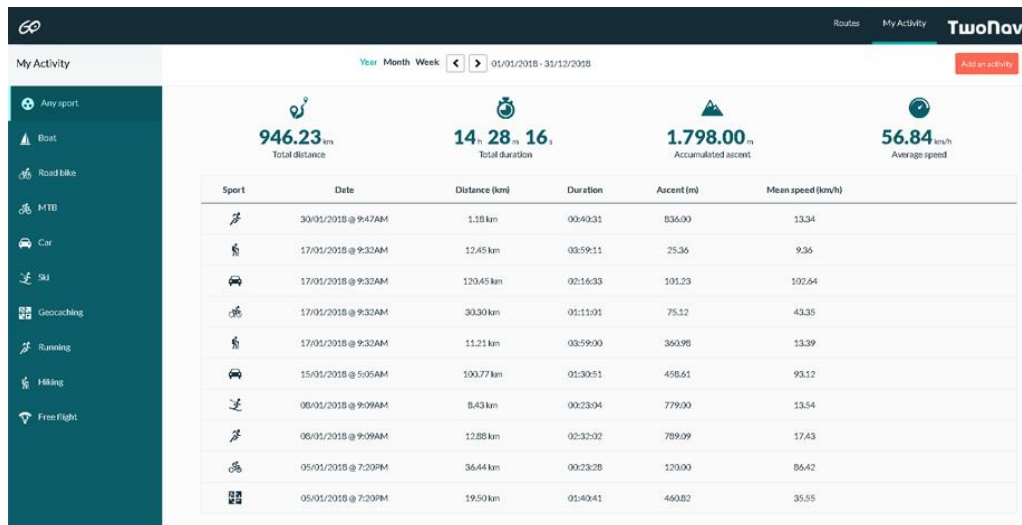 GO
Routes My Activity TwoNav
My Activity
Year Month Week 01/01/2018 - 31/12/2018
Add an activity
Any sport
Boat
Road bike
MTB
Car
Ski
Geocaching
Running
Hiking
Free flight
946.23 km 14 h 28 m 16 s 1.798.00 m 56.84 km/h
Total distance Total duration Accumulated ascent Average speed
Sport Date Distance (km) Duration Ascent (m) Mean speed (km/h)
30/01/2018 @ 9:47AM 1.18 km 00:40:31 836.00 13.34
17/01/2018 @ 9:32AM 12.45 km 03:59:11 25.36 9.36
17/01/2018 @ 9:32AM 120.45 km 02:16:33 101.23 102.64
17/01/2018 @ 9:32AM 30.30 km 01:11:01 75.12 43.35
17/01/2018 @ 9:32AM 11.21 km 03:59:00 360.98 13.39
15/01/2018 @ 5:05AM 100.77 km 01:30:51 458.61 93.12
08/01/2018 @ 9:09AM 8.43 km 00:23:04 779.00 13.54
08/01/2018 @ 9:09AM 12.88 km 02:32:02 789.09 17.43
05/01/2018 @ 7:20PM 36.44 km 00:23:28 120.00 86.42
05/01/2018 @ 7:20PM 19.50 km 01:40:41 460.82 35.55